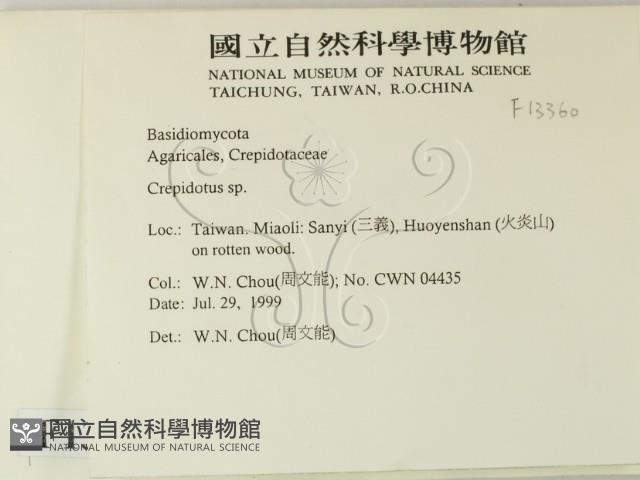 國立自然科學博物館
NATIONAL MUSEUM OF NATURAL SCIENCE
TAICHUNG, TAIWAN, R.O.CHINA
F13360
Basidiomycota
Agaricales, Crepidotaceae
Crepidotus sp.
Loc.: Taiwan. Miaoli: Sanyi (三義), Huoyenshan (火炎山)
on rotten wood.
Col.: W.N. Chou(周文能); No. CWN 04435
Date: Jul. 29, 1999
Det.: W.N. Chou(周文能)
國立自然科學博物館
NATIONAL MUSEUM OF NATURAL SCIENCE